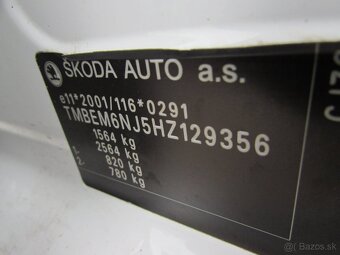 ŠKODA AUTO a.s.
e11*2001/116*0291
TMBEM6NJ5HZ129356
1564 kg
2564 kg
1: 820 kg
2: 780 kg
Bazos.sk